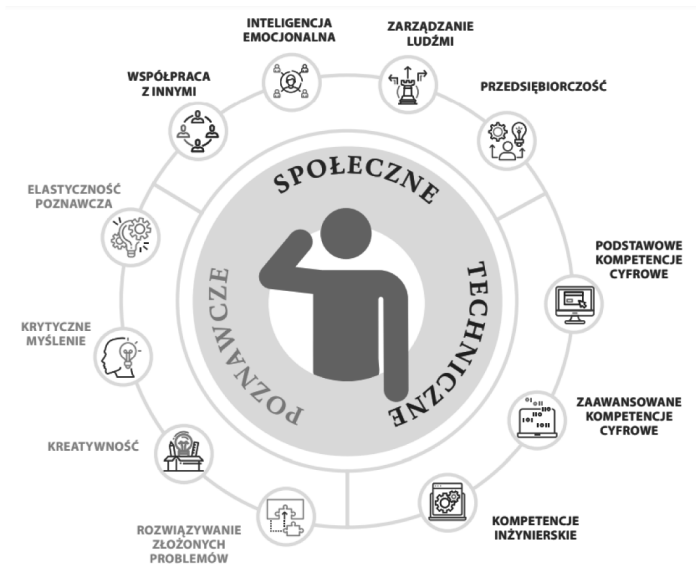 INTELIGENCJA
EMOCJONALNA
ZARZĄDZANIE
LUDŹMI
PRZEDSIĘBIORCZOŚĆ
WSPÓŁPRACA
Z INNYMI
ELASTYCZNOŚĆ
POZNAWCZA
KRYTYCZNE
MYŚLENIE
KREATYWNOŚĆ
ROZWIĄZYWANIE
ZŁOŻONYCH
PROBLEMÓW
SPOŁECZNE
TECHNICZNE
POZNAWCZE
PODSTAWOWE
KOMPETENCJE
CYFROWE
ZAAWANSOWANE
KOMPETENCJE
CYFROWE
KOMPETENCJE
INŻYNIERSKIE